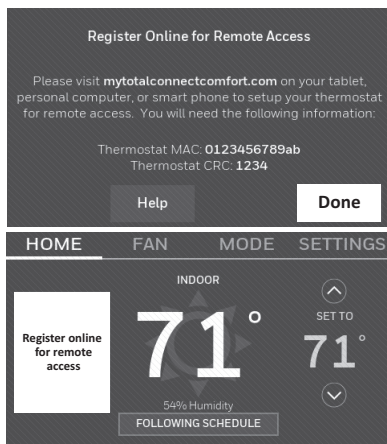 Register Online for Remote Access
Please visit mytotalconnectcomfort.com on your tablet,
personal computer, or smart phone to setup your thermostat
for remote access. You will need the following information:
Thermostat MAC: 0123456789ab
Thermostat CRC: 1234
Help
Done
HOME
FAN
MODE
SETTINGS
Register online
for remote
access
INDOOR
71°
54% Humidity
FOLLOWING SCHEDULE
SET TO
71°